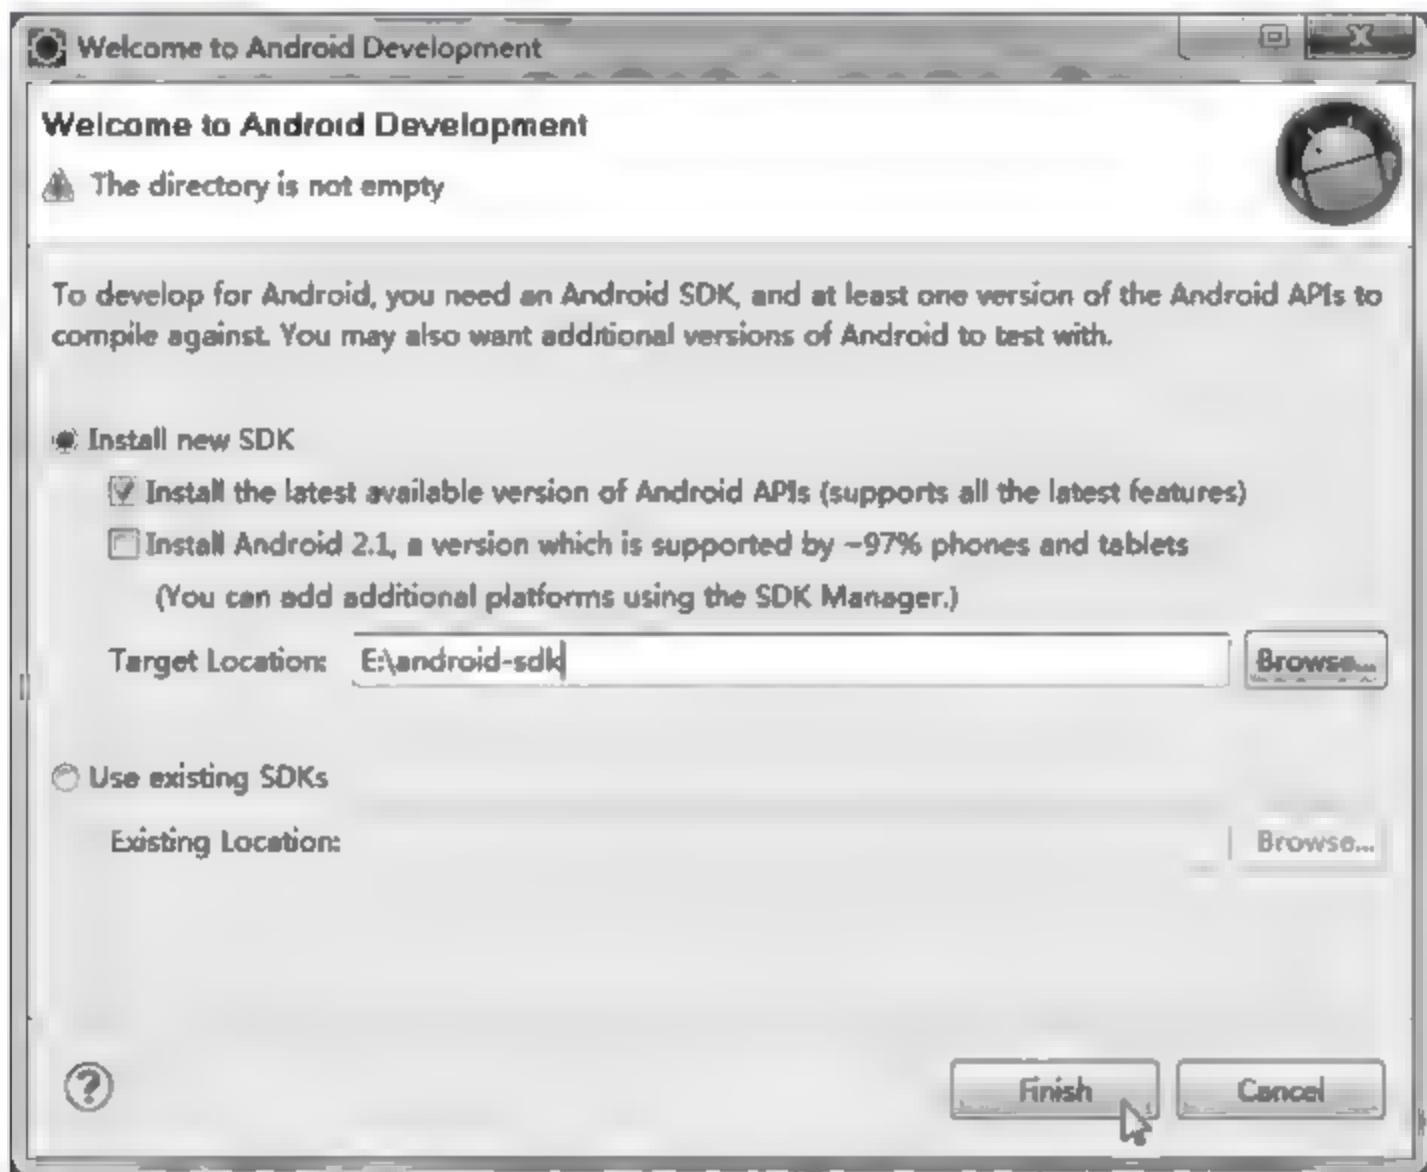 Welcome to Android Development
Welcome to Android Development
The directory is not empty
To develop for Android, you need an Android SDK, and at least one version of the Android APIs to
compile against. You may also want additional versions of Android to test with.
Install new SDK
Install the latest available version of Android APIs (supports all the latest features)
Install Android 2.1, a version which is supported by ~97% phones and tablets
(You can add additional platforms using the SDK Manager.)
Target Location: E:\android-sdk Browse...
Use existing SDKs
Existing Location: Browse...
? Finish Cancel